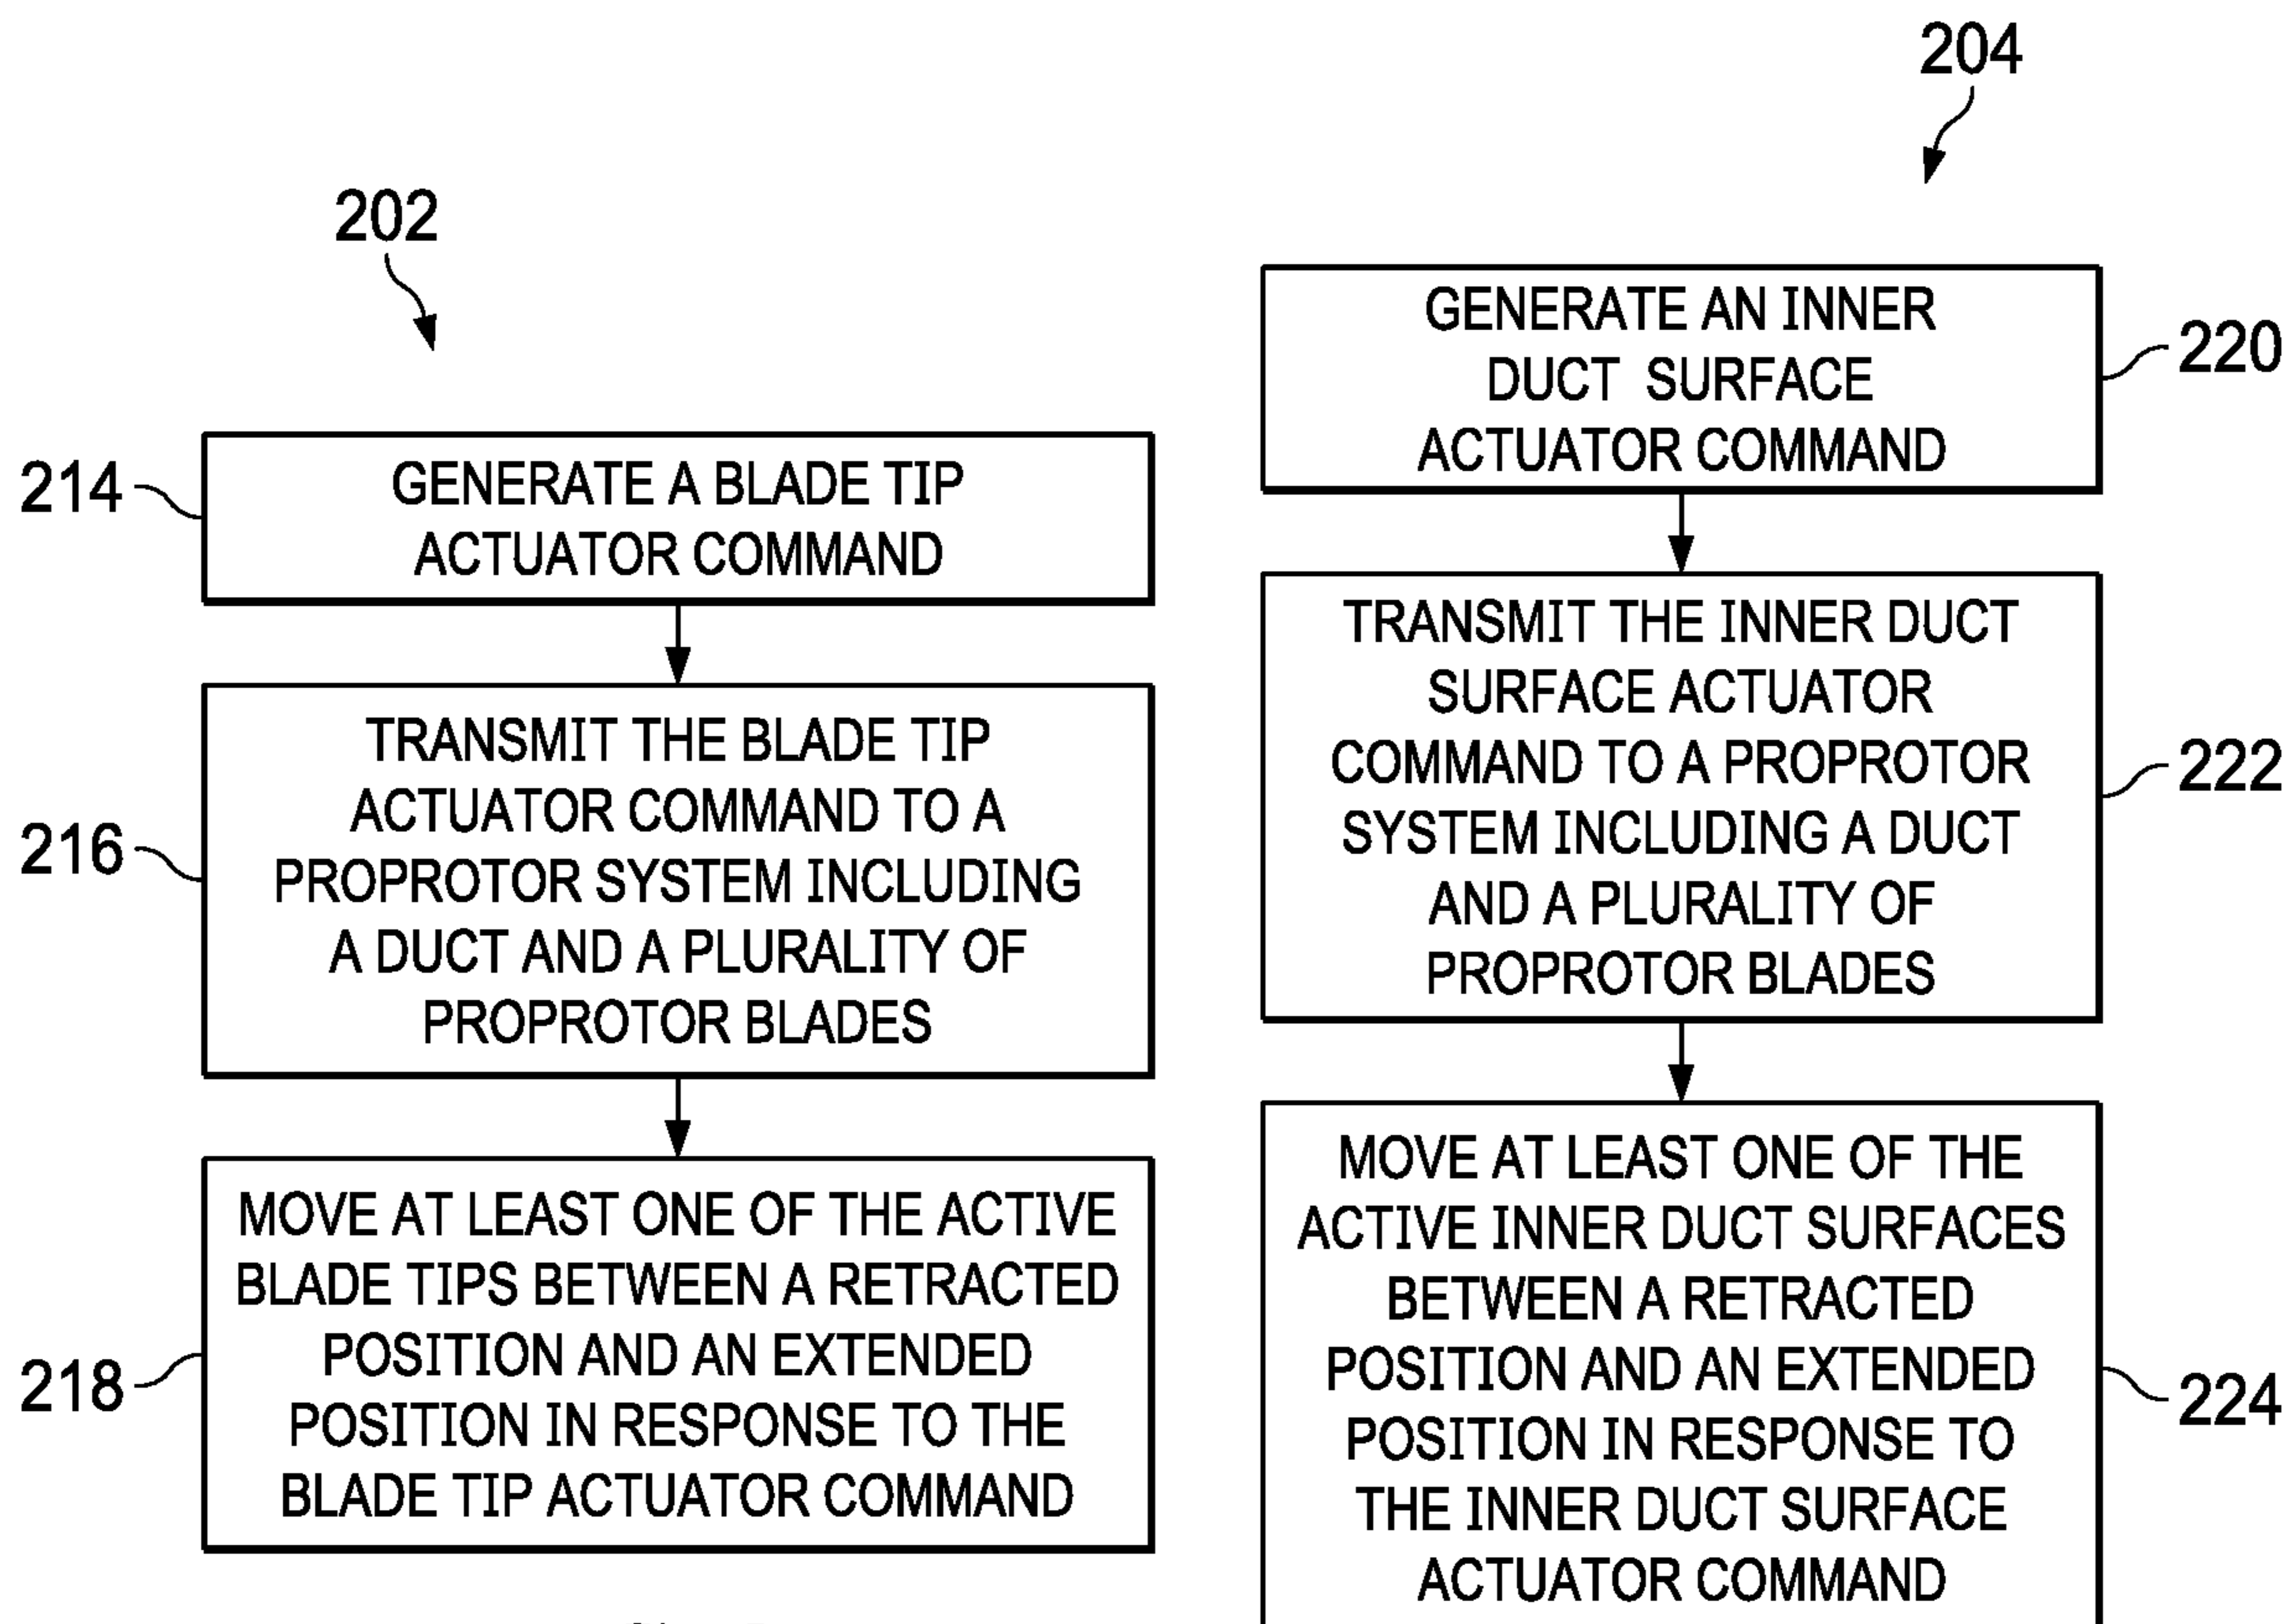 202
214
GENERATE A BLADE TIP
ACTUATOR COMMAND
216
TRANSMIT THE BLADE TIP
ACTUATOR COMMAND TO A
PROPROTOR SYSTEM INCLUDING
A DUCT AND A PLURALITY OF
PROPROTOR BLADES
218
MOVE AT LEAST ONE OF THE ACTIVE
BLADE TIPS BETWEEN A RETRACTED
POSITION AND AN EXTENDED
POSITION IN RESPONSE TO THE
BLADE TIP ACTUATOR COMMAND
204
GENERATE AN INNER
DUCT SURFACE
ACTUATOR COMMAND
220
TRANSMIT THE INNER DUCT
SURFACE ACTUATOR
COMMAND TO A PROPROTOR
SYSTEM INCLUDING A DUCT
AND A PLURALITY OF
PROPROTOR BLADES
222
MOVE AT LEAST ONE OF THE
ACTIVE INNER DUCT SURFACES
BETWEEN A RETRACTED
POSITION AND AN EXTENDED
POSITION IN RESPONSE TO
THE INNER DUCT SURFACE
ACTUATOR COMMAND
224